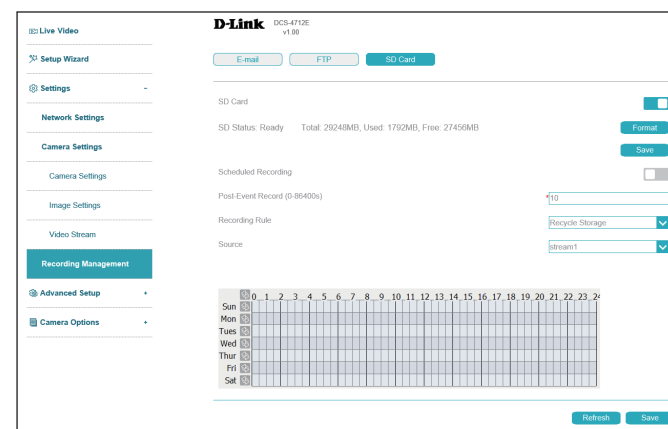 D-Link DCS-4712E
v1.00
Live Video
Setup Wizard
Settings -
Network Settings
Camera Settings
Camera Settings
Image Settings
Video Stream
Recording Management
Advanced Setup +
Camera Options +
E-mail FTP SD Card
SD Card
SD Status: Ready Total: 29248MB, Used: 1792MB, Free: 27456MB Format
Save
Scheduled Recording
Post-Event Record (0-86400s) *10
Recording Rule Recycle Storage
Source stream1
0 1 2 3 4 5 6 7 8 9 10 11 12 13 14 15 16 17 18 19 20 21 22 23 24
Sun
Mon
Tues
Wed
Thur
Fri
Sat
Refresh Save